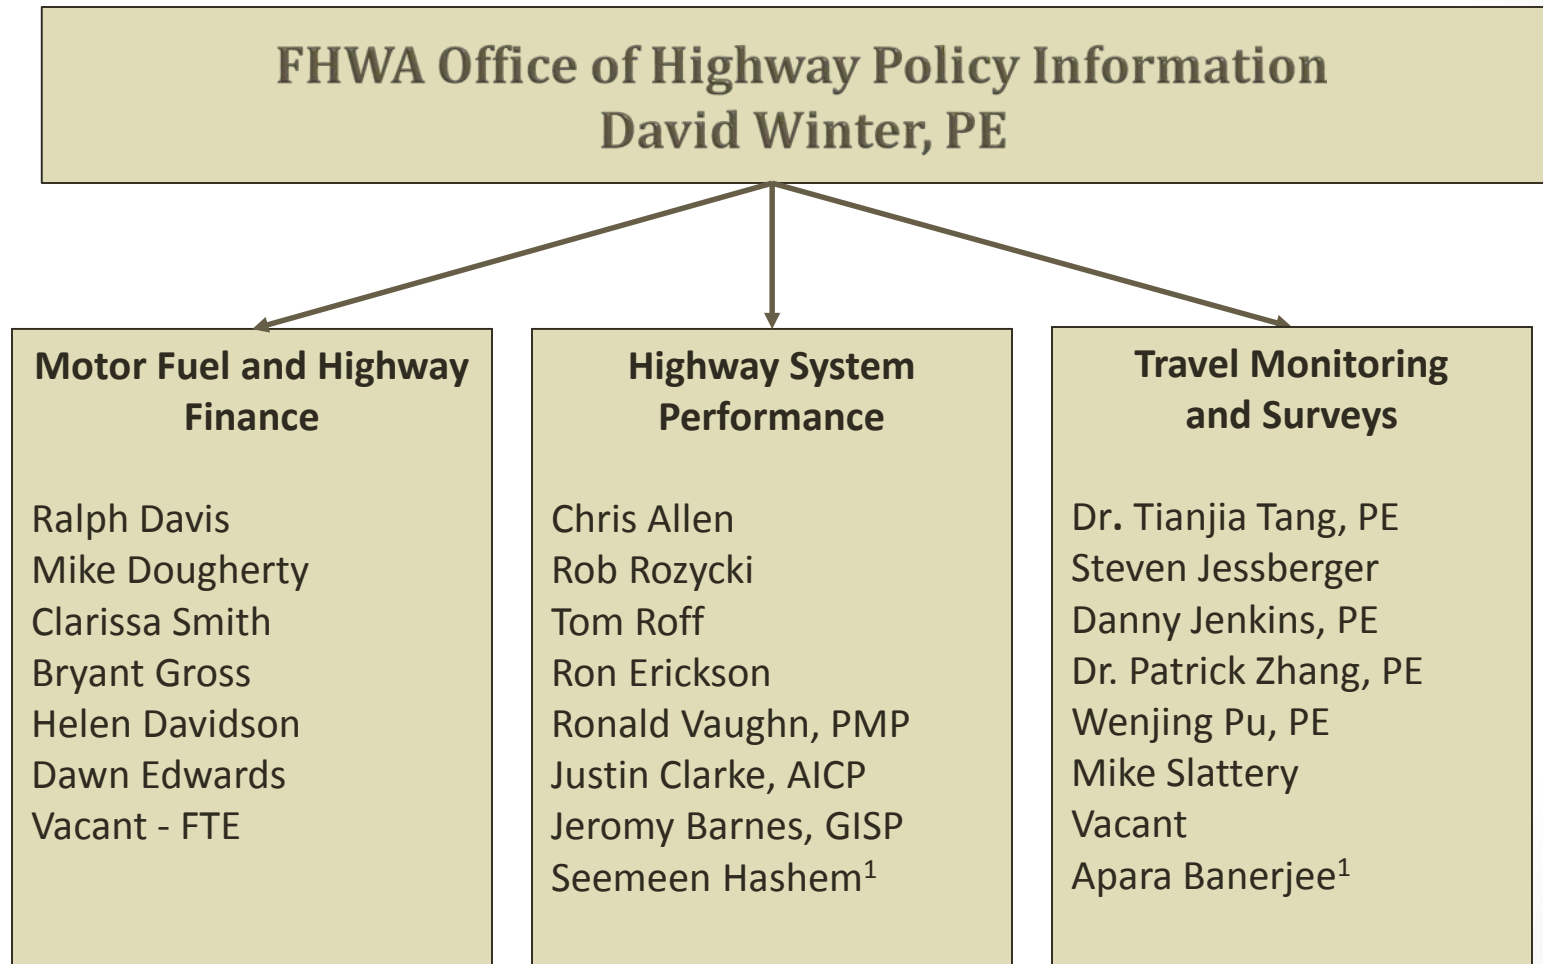 FHWA Office of Highway Policy Information
David Winter, PE
Motor Fuel and Highway
Finance
Ralph Davis
Mike Dougherty
Clarissa Smith
Bryant Gross
Helen Davidson
Dawn Edwards
Vacant - FTE
Highway System
Performance
Chris Allen
Rob Rozycki
Tom Roff
Ron Erickson
Ronald Vaughn, PMP
Justin Clarke, AICP
Jeromy Barnes, GISP
Seemeen Hashem¹
Travel Monitoring
and Surveys
Dr. Tianjia Tang, PE
Steven Jessberger
Danny Jenkins, PE
Dr. Patrick Zhang, PE
Wenjing Pu, PE
Mike Slattery
Vacant
Apara Banerjee¹